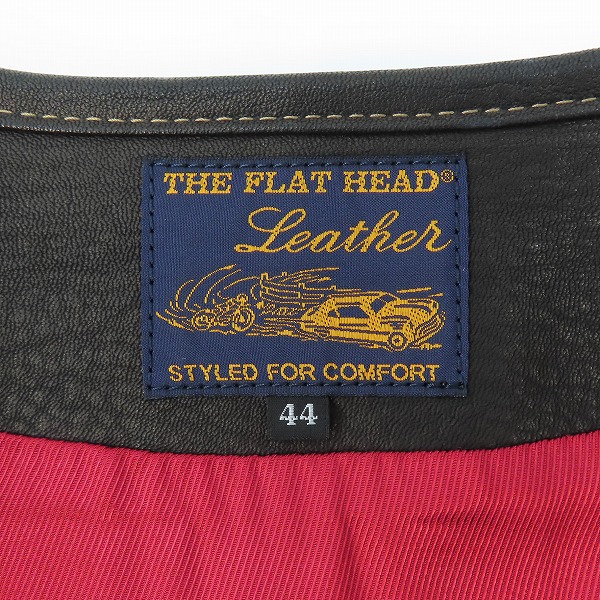 THE FLAT HEAD®
Leather
STYLED FOR COMFORT
44